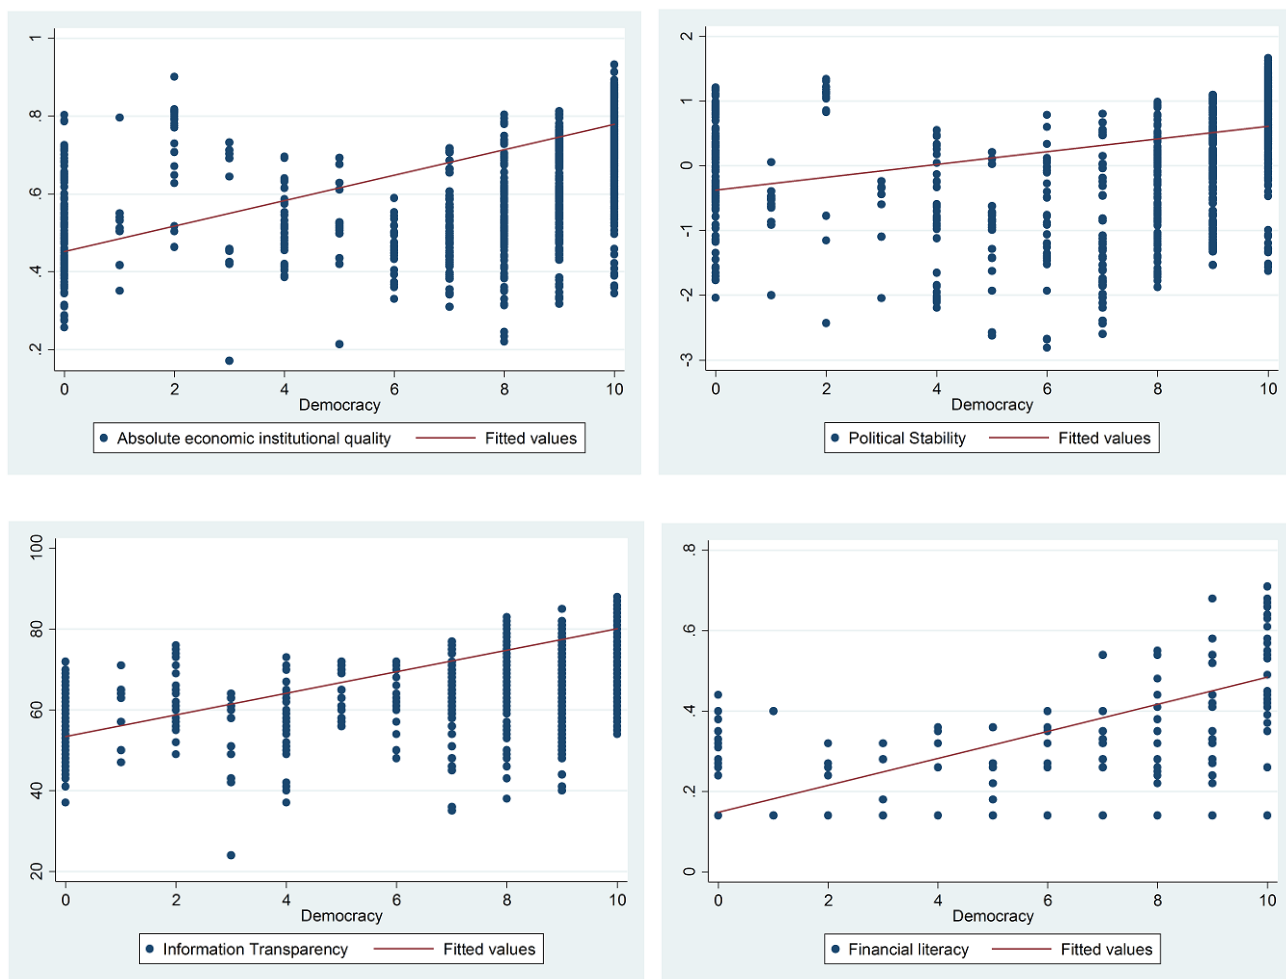 1
.8
.6
.4
.2
0 2 4 6 8 10
Democracy
Absolute economic institutional quality Fitted values
2
1
0
-1
-2
-3
0 2 4 6 8 10
Democracy
Political Stability Fitted values
100
80
60
40
20
0 2 4 6 8 10
Democracy
Information Transparency Fitted values
.8
.6
.4
.2
0
0 2 4 6 8 10
Democracy
Financial literacy Fitted values